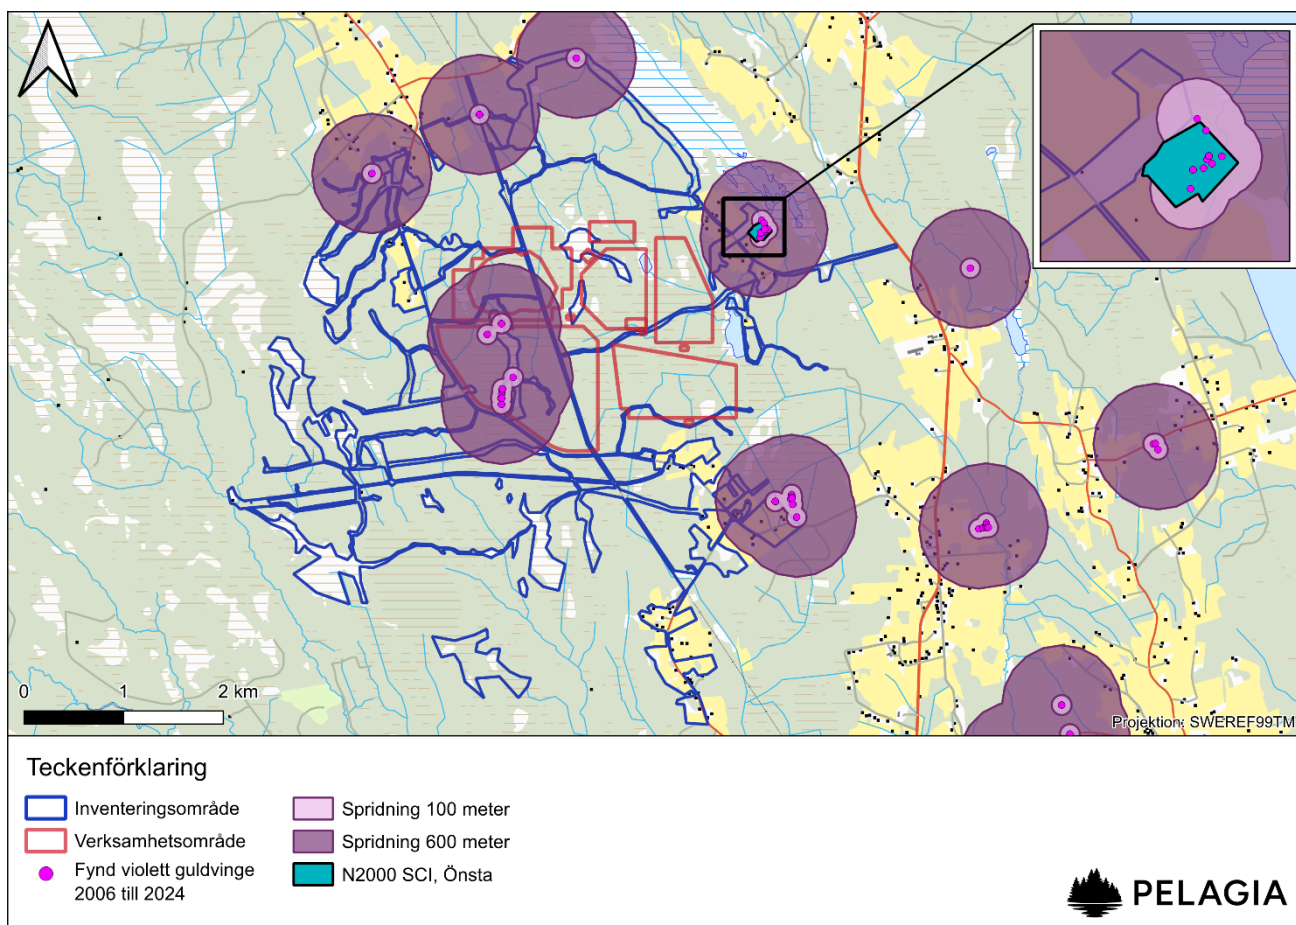 0 1 2 km
Projektion: SWEREF99TM
Teckenförklaring
Inventeringsområde
Verksamhetsområde
Fynd violett guldvinge
2006 till 2024
Spridning 100 meter
Spridning 600 meter
N2000 SCI, Önsta
PELAGIA